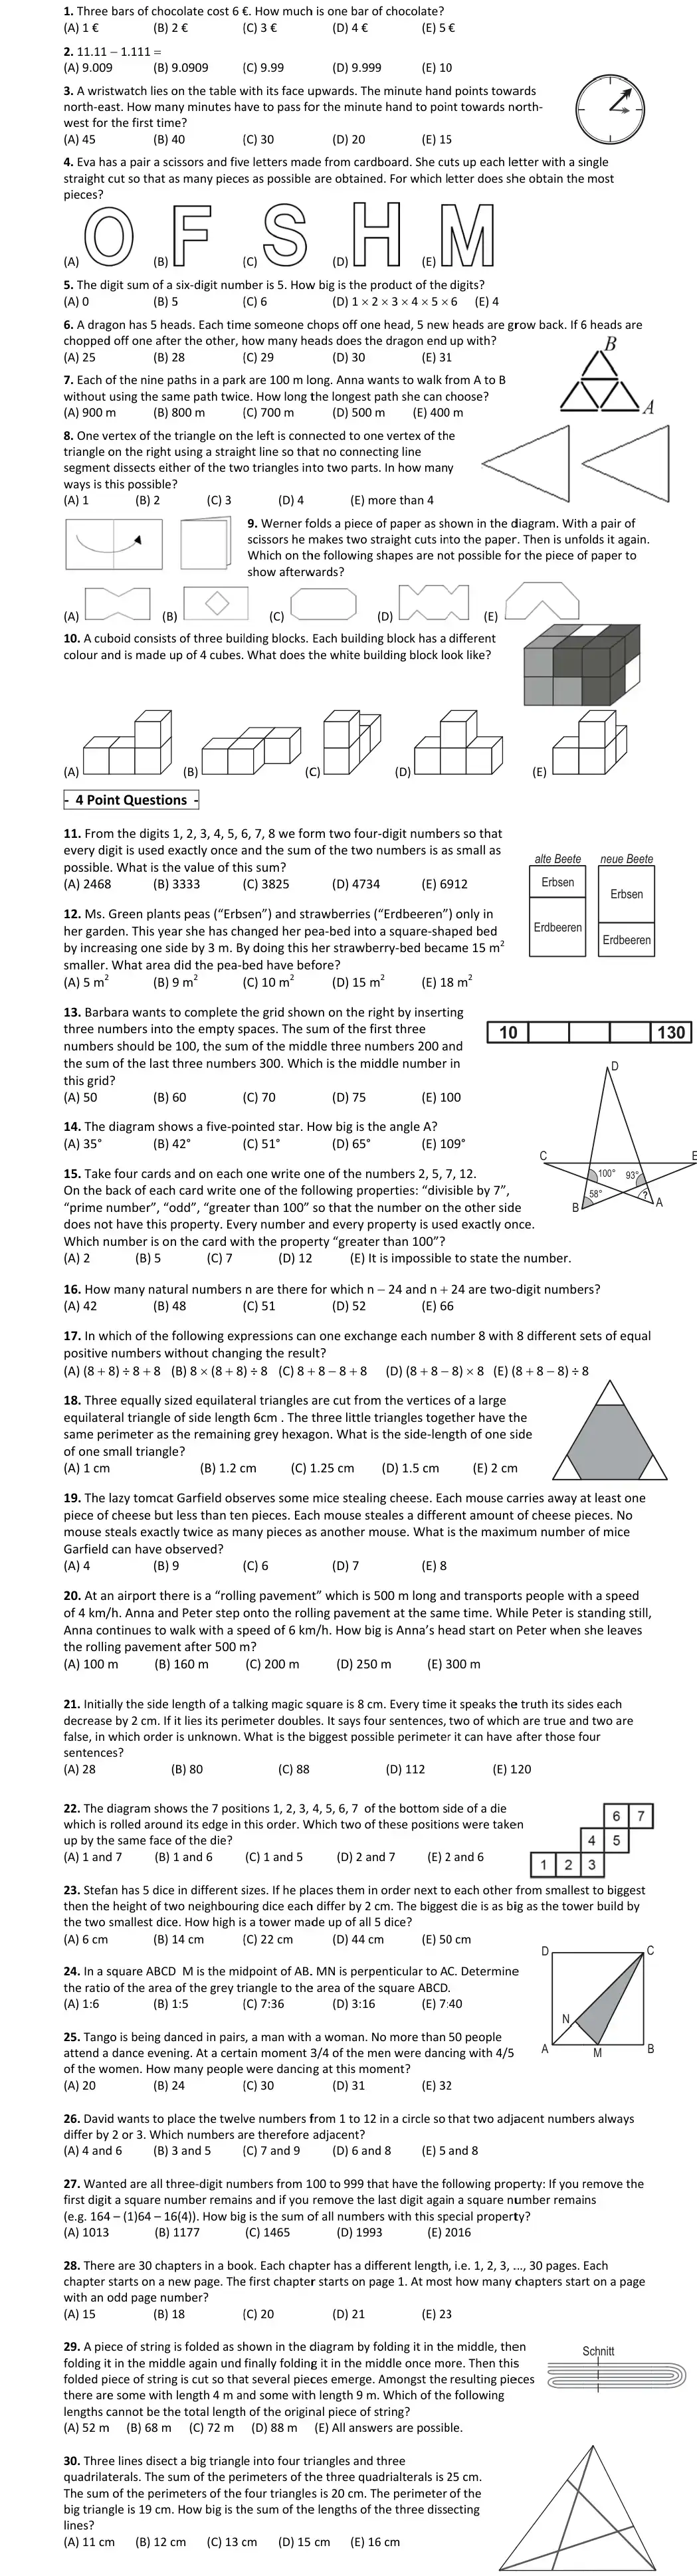 1. Three bars of chocolate cost 6 €. How much is one bar of chocolate?
(A) 1 € (B) 2 € (C) 3 € (D) 4 € (E) 5 €
2. 11.11 − 1.111 =
(A) 9.009 (B) 9.0909 (C) 9.99 (D) 9.999 (E) 10
3. A wristwatch lies on the table with its face upwards. The minute hand points towards
north-east. How many minutes have to pass for the minute hand to point towards north-
west for the first time?
(A) 45 (B) 40 (C) 30 (D) 20 (E) 15
4. Eva has a pair a scissors and five letters made from cardboard. She cuts up each letter with a single
straight cut so that as many pieces as possible are obtained. For which letter does she obtain the most
pieces?
(A) O (B) F (C) S (D) H (E) M
5. The digit sum of a six-digit number is 5. How big is the product of the digits?
(A) 0 (B) 5 (C) 6 (D) 1 × 2 × 3 × 4 × 5 × 6 (E) 4
6. A dragon has 5 heads. Each time someone chops off one head, 5 new heads are grow back. If 6 heads are
chopped off one after the other, how many heads does the dragon end up with?
(A) 25 (B) 28 (C) 29 (D) 30 (E) 31
B
7. Each of the nine paths in a park are 100 m long. Anna wants to walk from A to B
without using the same path twice. How long the longest path she can choose?
(A) 900 m (B) 800 m (C) 700 m (D) 500 m (E) 400 m
A
8. One vertex of the triangle on the left is connected to one vertex of the
triangle on the right using a straight line so that no connecting line
segment dissects either of the two triangles into two parts. In how many
ways is this possible?
(A) 1 (B) 2 (C) 3 (D) 4 (E) more than 4
9. Werner folds a piece of paper as shown in the diagram. With a pair of
scissors he makes two straight cuts into the paper. Then is unfolds it again.
Which on the following shapes are not possible for the piece of paper to
show afterwards?
(A) (B) (C) (D) (E)
10. A cuboid consists of three building blocks. Each building block has a different
colour and is made up of 4 cubes. What does the white building block look like?
(A) (B) (C) (D) (E)
- 4 Point Questions -
11. From the digits 1, 2, 3, 4, 5, 6, 7, 8 we form two four-digit numbers so that
every digit is used exactly once and the sum of the two numbers is as small as
possible. What is the value of this sum?
(A) 2468 (B) 3333 (C) 3825 (D) 4734 (E) 6912
alte Beete neue Beete
Erbsen
Erbsen
Erdbeeren
Erdbeeren
12. Ms. Green plants peas (“Erbsen”) and strawberries (“Erdbeeren”) only in
her garden. This year she has changed her pea-bed into a square-shaped bed
by increasing one side by 3 m. By doing this her strawberry-bed became 15 m²
smaller. What area did the pea-bed have before?
(A) 5 m² (B) 9 m² (C) 10 m² (D) 15 m² (E) 18 m²
13. Barbara wants to complete the grid shown on the right by inserting
three numbers into the empty spaces. The sum of the first three
numbers should be 100, the sum of the middle three numbers 200 and
the sum of the last three numbers 300. Which is the middle number in
this grid?
(A) 50 (B) 60 (C) 70 (D) 75 (E) 100
10 130
14. The diagram shows a five-pointed star. How big is the angle A?
(A) 35° (B) 42° (C) 51° (D) 65° (E) 109°
D
C E
100° 93°
58° ?
B A
15. Take four cards and on each one write one of the numbers 2, 5, 7, 12.
On the back of each card write one of the following properties: “divisible by 7”,
“prime number”, “odd”, “greater than 100” so that the number on the other side
does not have this property. Every number and every property is used exactly once.
Which number is on the card with the property “greater than 100”?
(A) 2 (B) 5 (C) 7 (D) 12 (E) It is impossible to state the number.
16. How many natural numbers n are there for which n − 24 and n + 24 are two-digit numbers?
(A) 42 (B) 48 (C) 51 (D) 52 (E) 66
17. In which of the following expressions can one exchange each number 8 with 8 different sets of equal
positive numbers without changing the result?
(A) (8 + 8) ÷ 8 + 8 (B) 8 × (8 + 8) ÷ 8 (C) 8 + 8 − 8 + 8 (D) (8 + 8 − 8) × 8 (E) (8 + 8 − 8) ÷ 8
18. Three equally sized equilateral triangles are cut from the vertices of a large
equilateral triangle of side length 6cm . The three little triangles together have the
same perimeter as the remaining grey hexagon. What is the side-length of one side
of one small triangle?
(A) 1 cm (B) 1.2 cm (C) 1.25 cm (D) 1.5 cm (E) 2 cm
19. The lazy tomcat Garfield observes some mice stealing cheese. Each mouse carries away at least one
piece of cheese but less than ten pieces. Each mouse steales a different amount of cheese pieces. No
mouse steals exactly twice as many pieces as another mouse. What is the maximum number of mice
Garfield can have observed?
(A) 4 (B) 9 (C) 6 (D) 7 (E) 8
20. At an airport there is a “rolling pavement” which is 500 m long and transports people with a speed
of 4 km/h. Anna and Peter step onto the rolling pavement at the same time. While Peter is standing still,
Anna continues to walk with a speed of 6 km/h. How big is Anna’s head start on Peter when she leaves
the rolling pavement after 500 m?
(A) 100 m (B) 160 m (C) 200 m (D) 250 m (E) 300 m
21. Initially the side length of a talking magic square is 8 cm. Every time it speaks the truth its sides each
decrease by 2 cm. If it lies its perimeter doubles. It says four sentences, two of which are true and two are
false, in which order is unknown. What is the biggest possible perimeter it can have after those four
sentences?
(A) 28 (B) 80 (C) 88 (D) 112 (E) 120
22. The diagram shows the 7 positions 1, 2, 3, 4, 5, 6, 7 of the bottom side of a die
which is rolled around its edge in this order. Which two of these positions were taken
up by the same face of the die?
(A) 1 and 7 (B) 1 and 6 (C) 1 and 5 (D) 2 and 7 (E) 2 and 6
6 7
4 5
1 2 3
23. Stefan has 5 dice in different sizes. If he places them in order next to each other from smallest to biggest
then the height of two neighbouring dice each differ by 2 cm. The biggest die is as big as the tower build by
the two smallest dice. How high is a tower made up of all 5 dice?
(A) 6 cm (B) 14 cm (C) 22 cm (D) 44 cm (E) 50 cm
24. In a square ABCD M is the midpoint of AB. MN is perpenticular to AC. Determine
the ratio of the area of the grey triangle to the area of the square ABCD.
(A) 1:6 (B) 1:5 (C) 7:36 (D) 3:16 (E) 7:40
D C
N
A M B
25. Tango is being danced in pairs, a man with a woman. No more than 50 people
attend a dance evening. At a certain moment 3/4 of the men were dancing with 4/5
of the women. How many people were dancing at this moment?
(A) 20 (B) 24 (C) 30 (D) 31 (E) 32
26. David wants to place the twelve numbers from 1 to 12 in a circle so that two adjacent numbers always
differ by 2 or 3. Which numbers are therefore adjacent?
(A) 4 and 6 (B) 3 and 5 (C) 7 and 9 (D) 6 and 8 (E) 5 and 8
27. Wanted are all three-digit numbers from 100 to 999 that have the following property: If you remove the
first digit a square number remains and if you remove the last digit again a square number remains
(e.g. 164 – (1)64 – 16(4)). How big is the sum of all numbers with this special property?
(A) 1013 (B) 1177 (C) 1465 (D) 1993 (E) 2016
28. There are 30 chapters in a book. Each chapter has a different length, i.e. 1, 2, 3, …, 30 pages. Each
chapter starts on a new page. The first chapter starts on page 1. At most how many chapters start on a page
with an odd page number?
(A) 15 (B) 18 (C) 20 (D) 21 (E) 23
29. A piece of string is folded as shown in the diagram by folding it in the middle, then
folding it in the middle again und finally folding it in the middle once more. Then this
folded piece of string is cut so that several pieces emerge. Amongst the resulting pieces
there are some with length 4 m and some with length 9 m. Which of the following
lengths cannot be the total length of the original piece of string?
(A) 52 m (B) 68 m (C) 72 m (D) 88 m (E) All answers are possible.
Schnitt
30. Three lines disect a big triangle into four triangles and three
quadrilaterals. The sum of the perimeters of the three quadrialterals is 25 cm.
The sum of the perimeters of the four triangles is 20 cm. The perimeter of the
big triangle is 19 cm. How big is the sum of the lengths of the three dissecting
lines?
(A) 11 cm (B) 12 cm (C) 13 cm (D) 15 cm (E) 16 cm